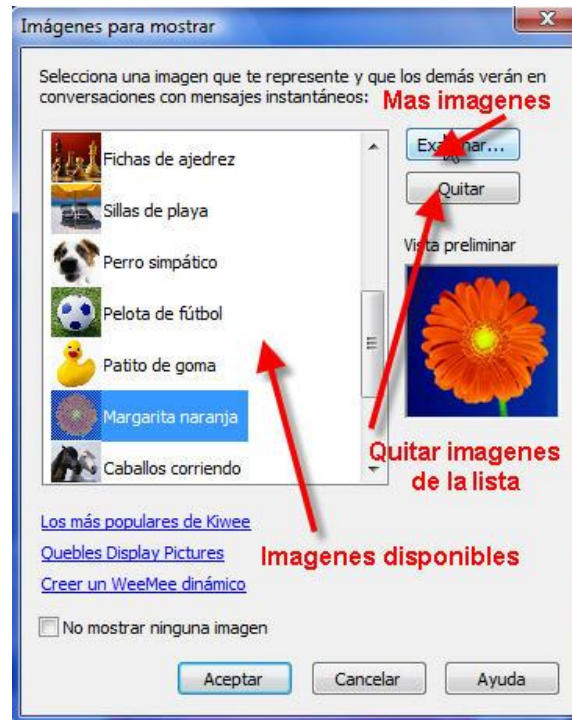 Imágenes para mostrar
Selecciona una imagen que te represente y que los demás verán en
conversaciones con mensajes instantáneos:
Mas imagenes
Fichas de ajedrez
Sillas de playa
Perro simpático
Pelota de fútbol
Patito de goma
Margarita naranja
Caballos corriendo
Examinar...
Quitar
Vista preliminar
Quitar imagenes
de la lista
Los más populares de Kiwee
Quebles Display Pictures
Creer un WeeMee dinámico
Imagenes disponibles
No mostrar ninguna imagen
Aceptar
Cancelar
Ayuda